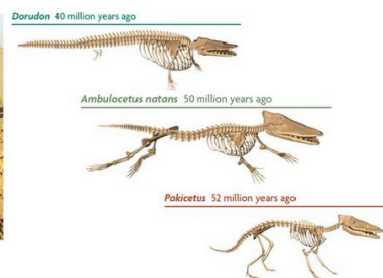 Dorudon 40 million years ago
Ambulocetus natans 50 million years ago
Pakicetus 52 million years ago